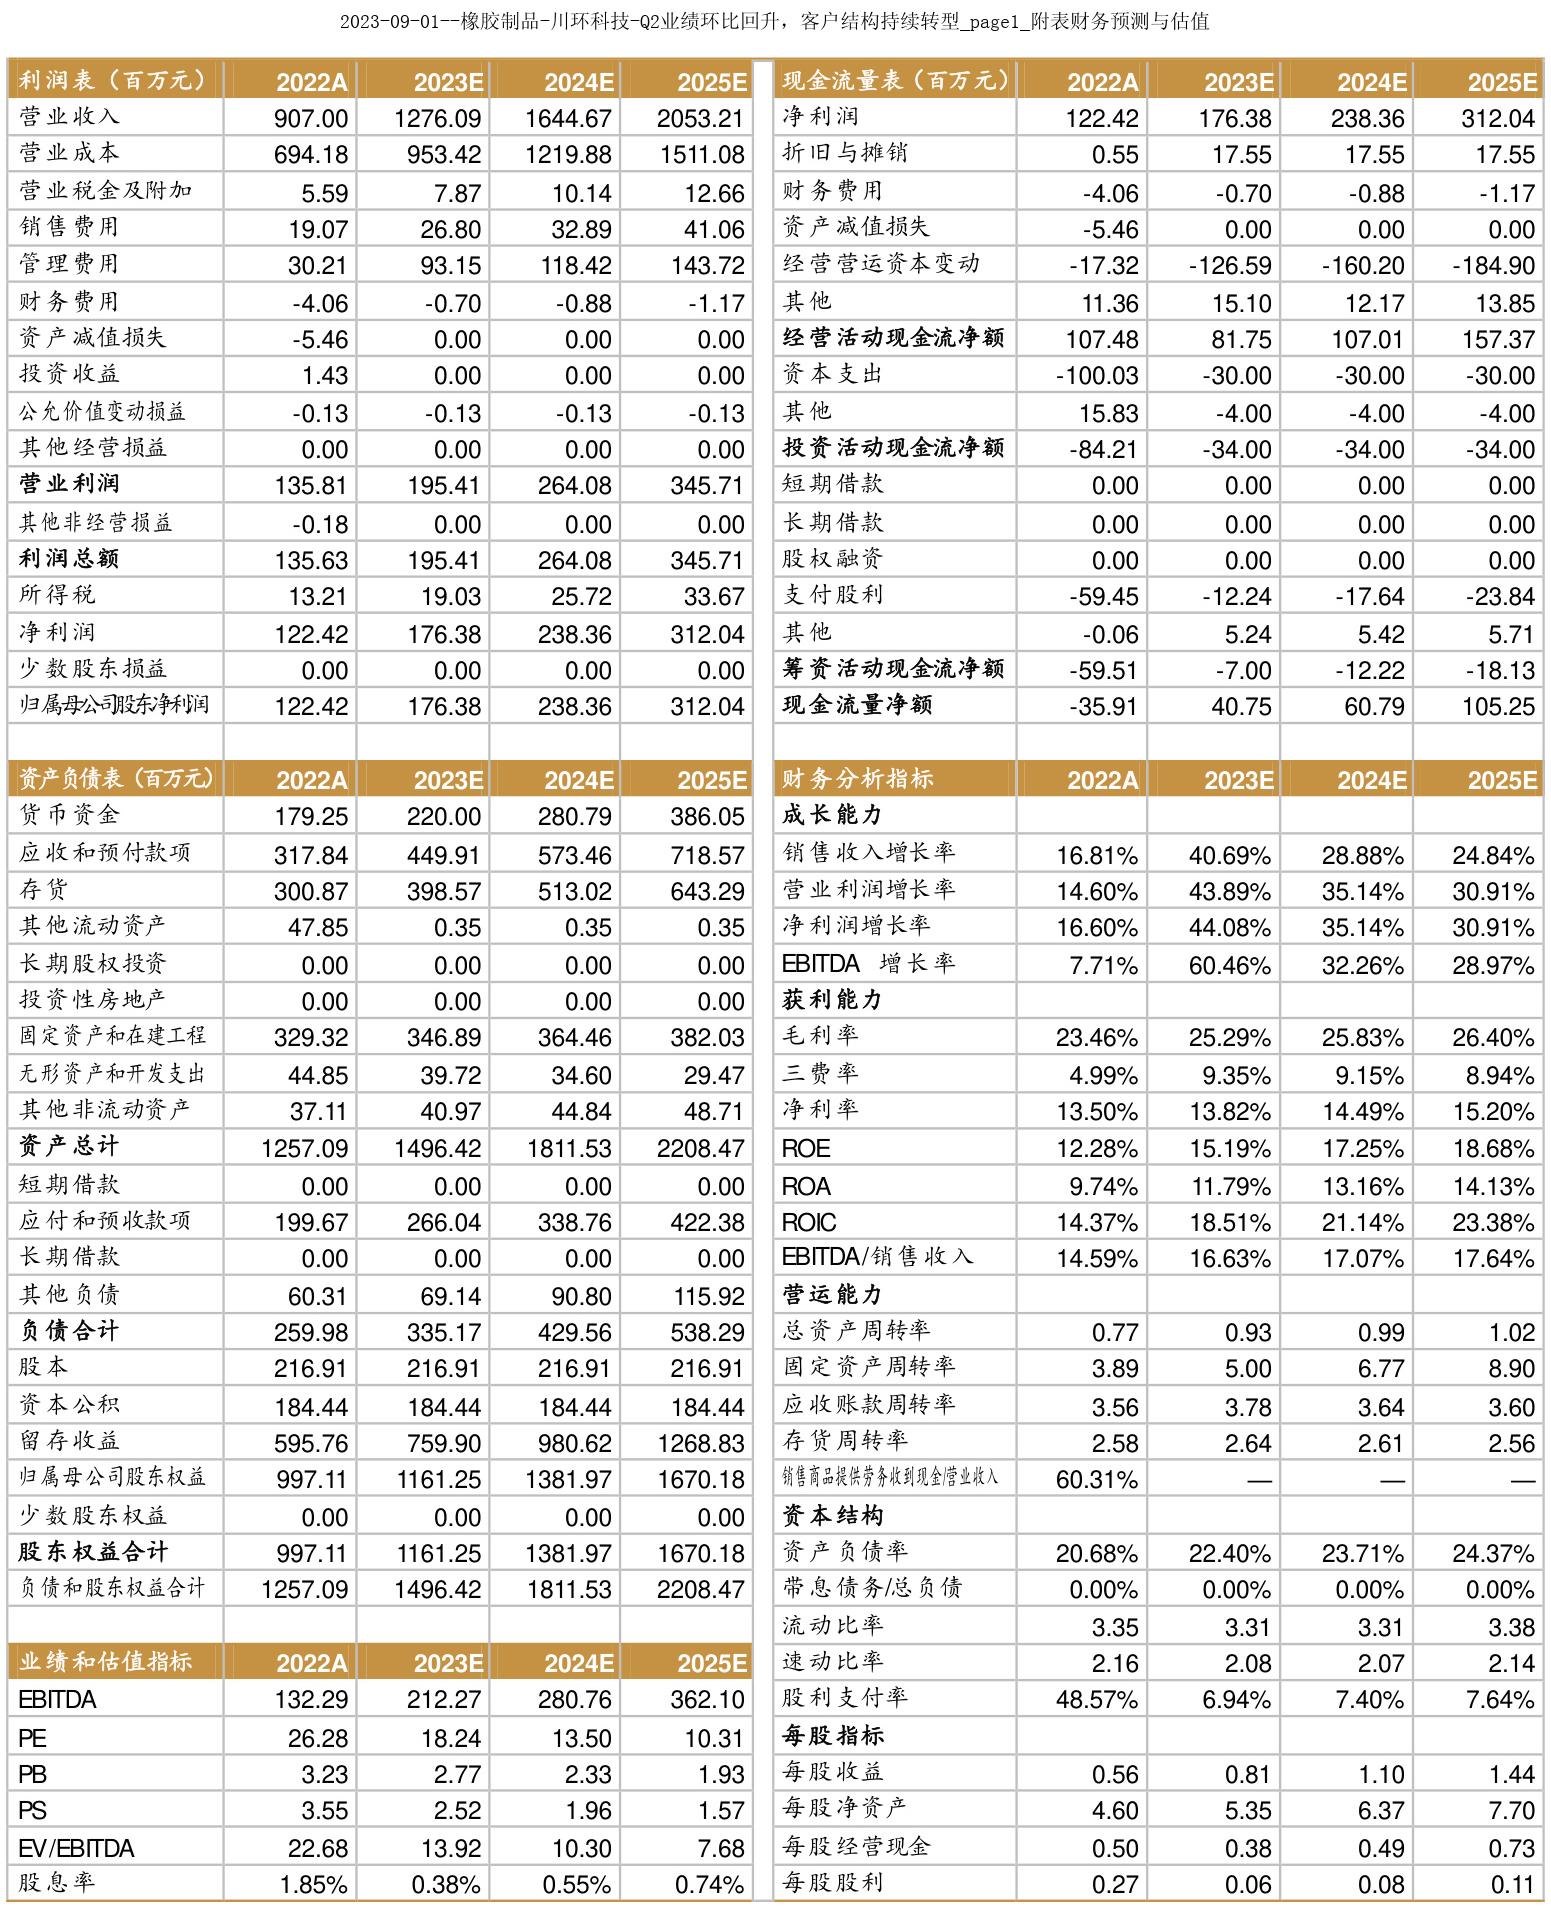 2023-09-01--橡胶制品-川环科技-Q2业绩环比回升，客户结构持续转型_page1_附表财务预测与估值
利润表（百万元） 2022A 2023E 2024E 2025E
营业收入 907.00 1276.09 1644.67 2053.21
营业成本 694.18 953.42 1219.88 1511.08
营业税金及附加 5.59 7.87 10.14 12.66
销售费用 19.07 26.80 32.89 41.06
管理费用 30.21 93.15 118.42 143.72
财务费用 -4.06 -0.70 -0.88 -1.17
资产减值损失 -5.46 0.00 0.00 0.00
投资收益 1.43 0.00 0.00 0.00
公允价值变动损益 -0.13 -0.13 -0.13 -0.13
其他经营损益 0.00 0.00 0.00 0.00
营业利润 135.81 195.41 264.08 345.71
其他非经营损益 -0.18 0.00 0.00 0.00
利润总额 135.63 195.41 264.08 345.71
所得税 13.21 19.03 25.72 33.67
净利润 122.42 176.38 238.36 312.04
少数股东损益 0.00 0.00 0.00 0.00
归属母公司股东净利润 122.42 176.38 238.36 312.04
资产负债表（百万元） 2022A 2023E 2024E 2025E
货币资金 179.25 220.00 280.79 386.05
应收和预付款项 317.84 449.91 573.46 718.57
存货 300.87 398.57 513.02 643.29
其他流动资产 47.85 0.35 0.35 0.35
长期股权投资 0.00 0.00 0.00 0.00
投资性房地产 0.00 0.00 0.00 0.00
固定资产和在建工程 329.32 346.89 364.46 382.03
无形资产和开发支出 44.85 39.72 34.60 29.47
其他非流动资产 37.11 40.97 44.84 48.71
资产总计 1257.09 1496.42 1811.53 2208.47
短期借款 0.00 0.00 0.00 0.00
应付和预收款项 199.67 266.04 338.76 422.38
长期借款 0.00 0.00 0.00 0.00
其他负债 60.31 69.14 90.80 115.92
负债合计 259.98 335.17 429.56 538.29
股本 216.91 216.91 216.91 216.91
资本公积 184.44 184.44 184.44 184.44
留存收益 595.76 759.90 980.62 1268.83
归属母公司股东权益 997.11 1161.25 1381.97 1670.18
少数股东权益 0.00 0.00 0.00 0.00
股东权益合计 997.11 1161.25 1381.97 1670.18
负债和股东权益合计 1257.09 1496.42 1811.53 2208.47
业绩和估值指标 2022A 2023E 2024E 2025E
EBITDA 132.29 212.27 280.76 362.10
PE 26.28 18.24 13.50 10.31
PB 3.23 2.77 2.33 1.93
PS 3.55 2.52 1.96 1.57
EV/EBITDA 22.68 13.92 10.30 7.68
股息率 1.85% 0.38% 0.55% 0.74%
现金流量表（百万元） 2022A 2023E 2024E 2025E
净利润 122.42 176.38 238.36 312.04
折旧与摊销 0.55 17.55 17.55 17.55
财务费用 -4.06 -0.70 -0.88 -1.17
资产减值损失 -5.46 0.00 0.00 0.00
经营营运资本变动 -17.32 -126.59 -160.20 -184.90
其他 11.36 15.10 12.17 13.85
经营活动现金流净额 107.48 81.75 107.01 157.37
资本支出 -100.03 -30.00 -30.00 -30.00
其他 15.83 -4.00 -4.00 -4.00
投资活动现金流净额 -84.21 -34.00 -34.00 -34.00
短期借款 0.00 0.00 0.00 0.00
长期借款 0.00 0.00 0.00 0.00
股权融资 0.00 0.00 0.00 0.00
支付股利 -59.45 -12.24 -17.64 -23.84
其他 -0.06 5.24 5.42 5.71
筹资活动现金流净额 -59.51 -7.00 -12.22 -18.13
现金流量净额 -35.91 40.75 60.79 105.25
财务分析指标 2022A 2023E 2024E 2025E
成长能力
销售收入增长率 16.81% 40.69% 28.88% 24.84%
营业利润增长率 14.60% 43.89% 35.14% 30.91%
净利润增长率 16.60% 44.08% 35.14% 30.91%
EBITDA 增长率 7.71% 60.46% 32.26% 28.97%
获利能力
毛利率 23.46% 25.29% 25.83% 26.40%
三费率 4.99% 9.35% 9.15% 8.94%
净利率 13.50% 13.82% 14.49% 15.20%
ROE 12.28% 15.19% 17.25% 18.68%
ROA 9.74% 11.79% 13.16% 14.13%
ROIC 14.37% 18.51% 21.14% 23.38%
EBITDA/销售收入 14.59% 16.63% 17.07% 17.64%
营运能力
总资产周转率 0.77 0.93 0.99 1.02
固定资产周转率 3.89 5.00 6.77 8.90
应收账款周转率 3.56 3.78 3.64 3.60
存货周转率 2.58 2.64 2.61 2.56
销售商品提供劳务收到现金/营业收入 60.31% — — —
资本结构
资产负债率 20.68% 22.40% 23.71% 24.37%
带息债务/总负债 0.00% 0.00% 0.00% 0.00%
流动比率 3.35 3.31 3.31 3.38
速动比率 2.16 2.08 2.07 2.14
股利支付率 48.57% 6.94% 7.40% 7.64%
每股指标
每股收益 0.56 0.81 1.10 1.44
每股净资产 4.60 5.35 6.37 7.70
每股经营现金 0.50 0.38 0.49 0.73
每股股利 0.27 0.06 0.08 0.11